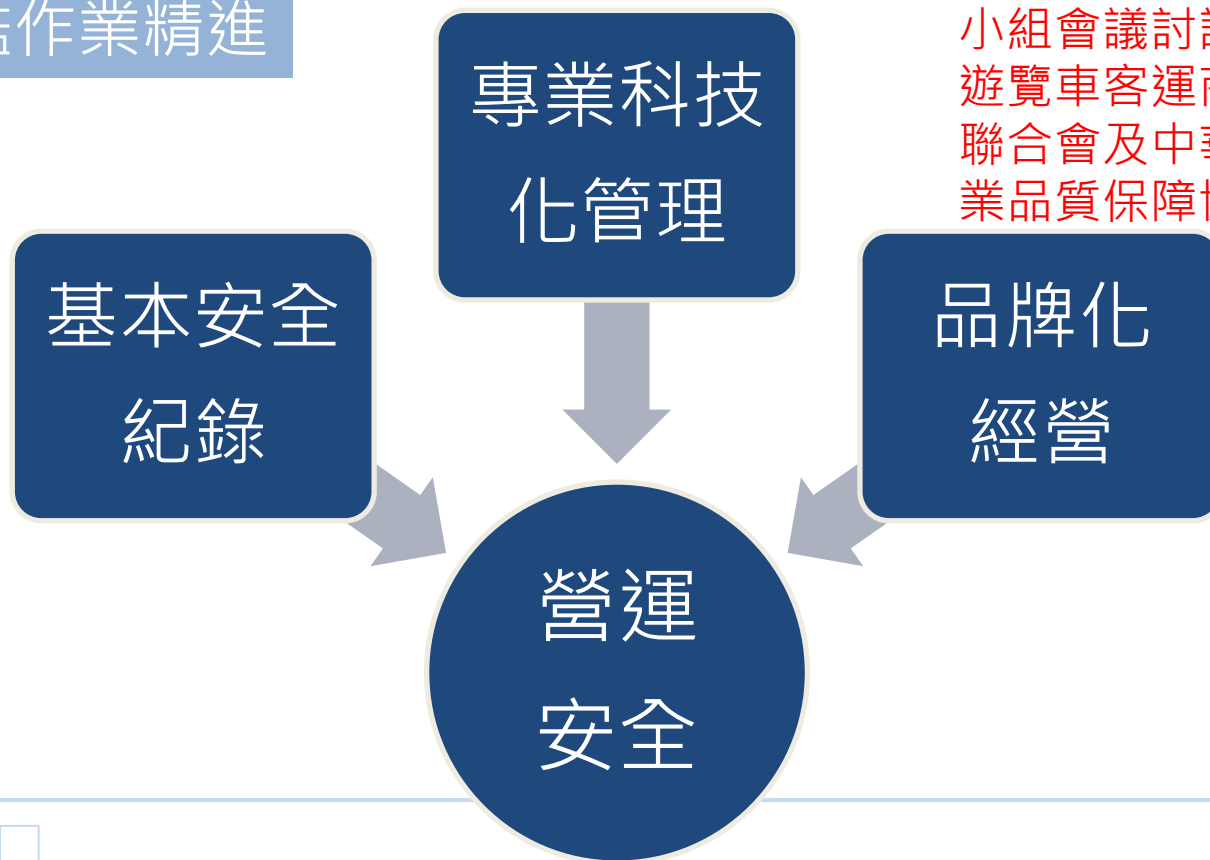 作業精進
小組會議討
遊覽車客運
聯合會及中
業品質保障
專業科技
化管理
基本安全
紀錄
品牌化
經營
營運
安全